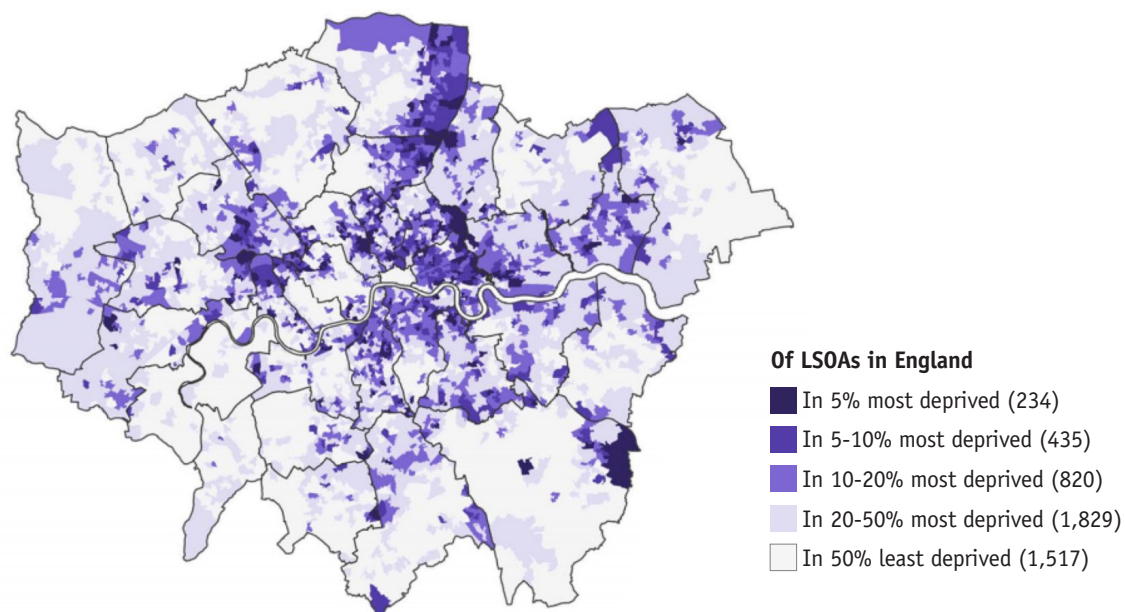 Of LSOAs in England
In 5% most deprived (234)
In 5-10% most deprived (435)
In 10-20% most deprived (820)
In 20-50% most deprived (1,829)
In 50% least deprived (1,517)